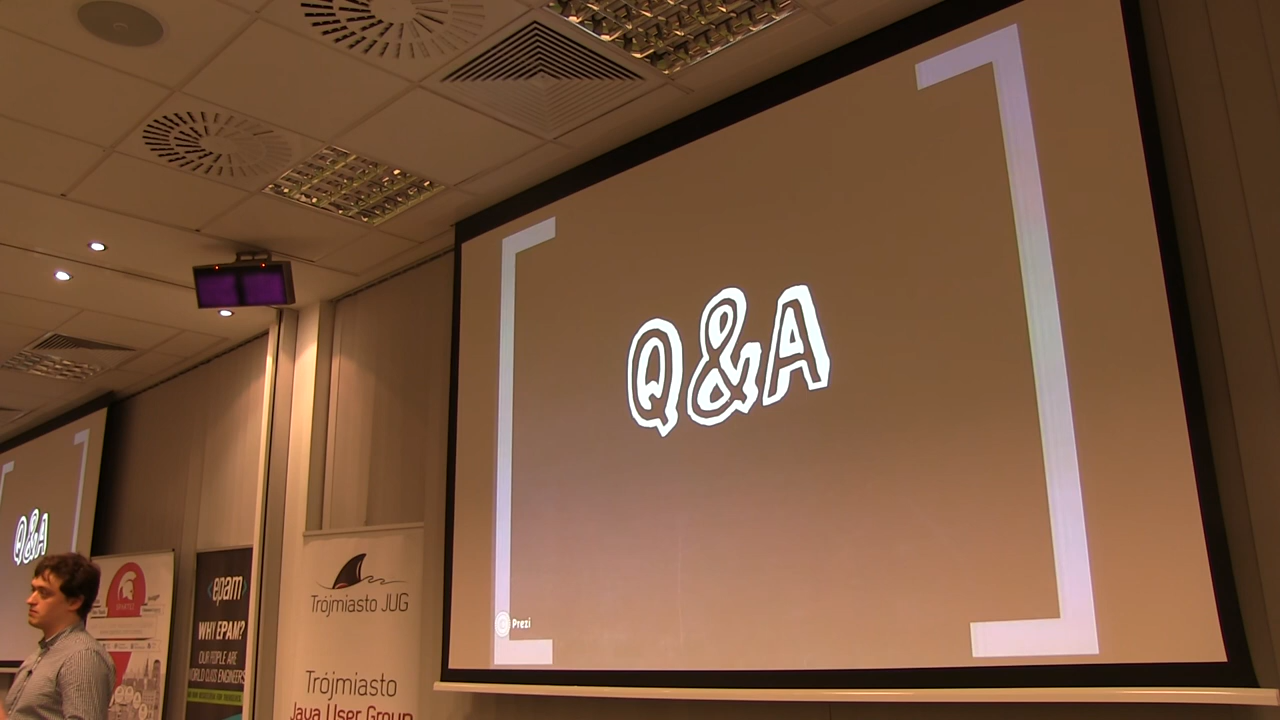 Q&A
Prezi
Q&A
epam
WHY EPAM?
OUR PEOPLE ARE
WORLD CLASS ENGINEERS
Trójmiasto JUG
Trójmiasto
Java User Group